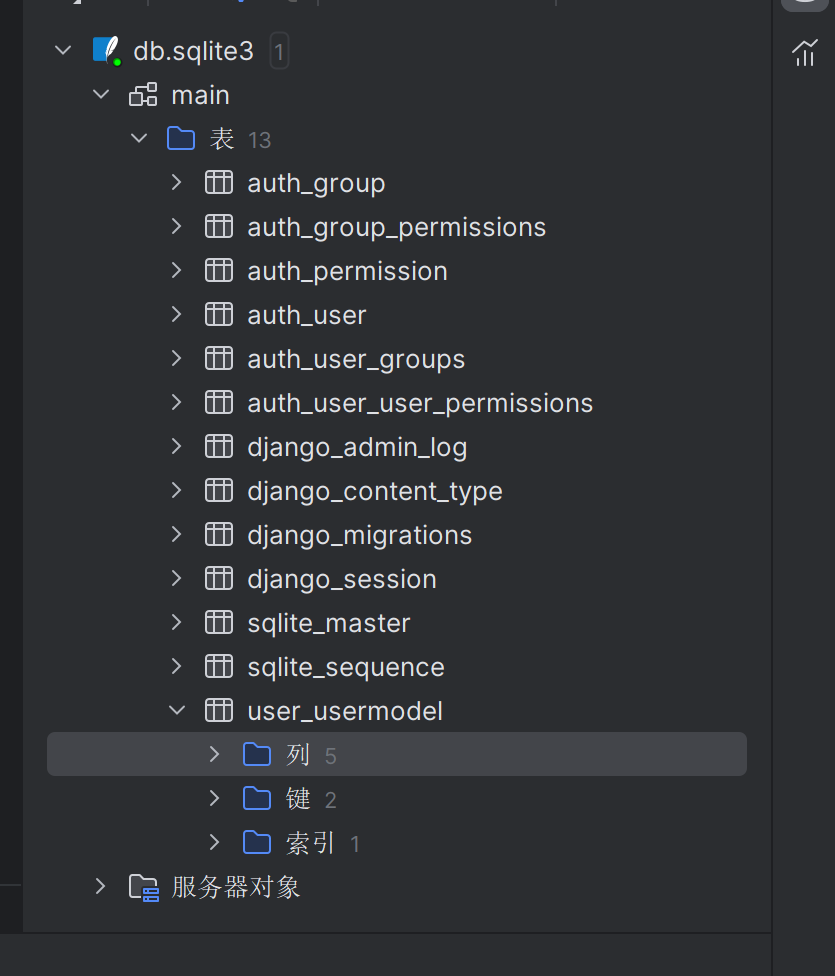 db.sqlite3 1
main
表 13
auth_group
auth_group_permissions
auth_permission
auth_user
auth_user_groups
auth_user_user_permissions
django_admin_log
django_content_type
django_migrations
django_session
sqlite_master
sqlite_sequence
user_usermodel
列 5
键 2
索引 1
服务器对象